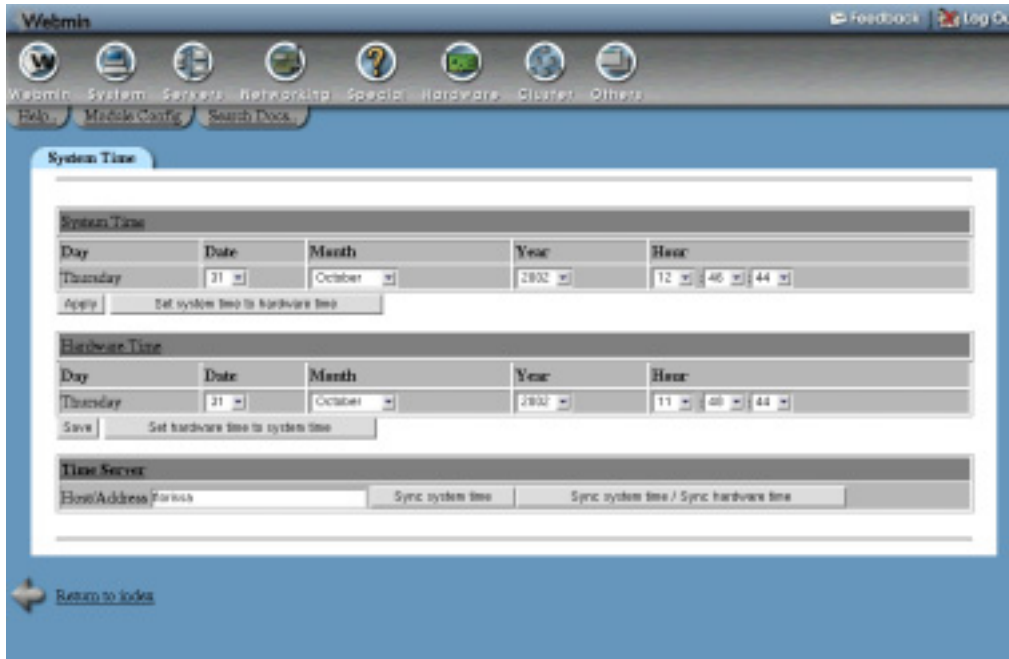 Webmin
Feedback Log Ou
Webmin System Servers Networking Special Hardware Cluster Others
Help.. Module Config Search Docs..
System Time
System Time
Day Date Month Year Hour
Thursday 31 October 2002 12 : 46 : 44
Apply Set system time to hardware time
Hardware Time
Day Date Month Year Hour
Thursday 31 October 2002 11 : 48 : 44
Save Set hardware time to system time
Time Server
Host/Address
Sync system time Sync system time / Sync hardware time
Return to index